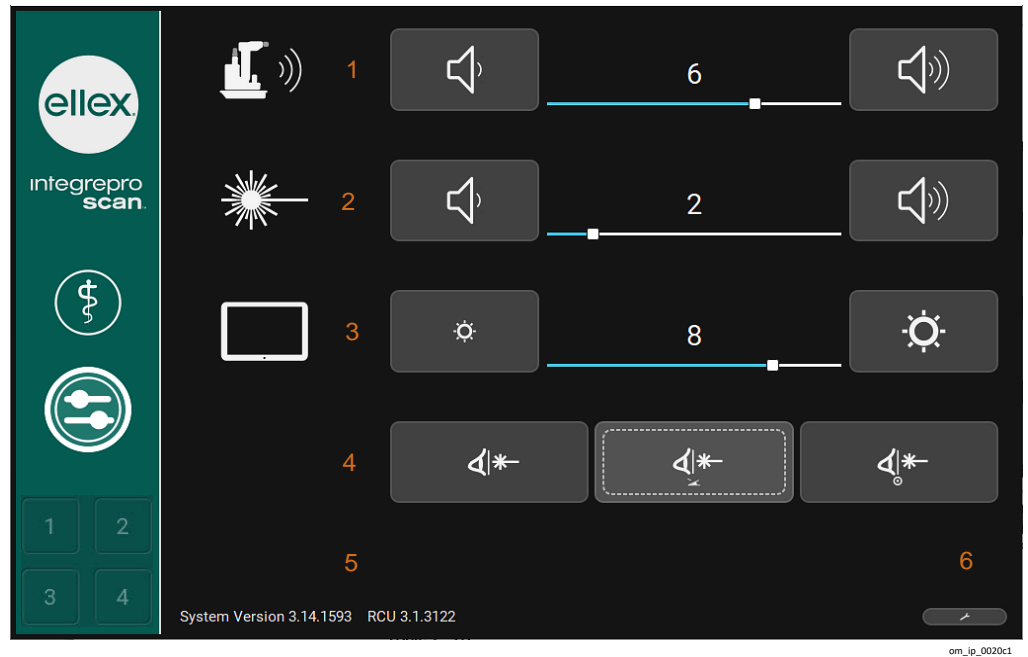 ellex.
ıntegrepro
scan.
1
6
2
2
3
8
4
1 2
3 4
5
6
System Version 3.14.1593 RCU 3.1.3122
om_ip_0020c1